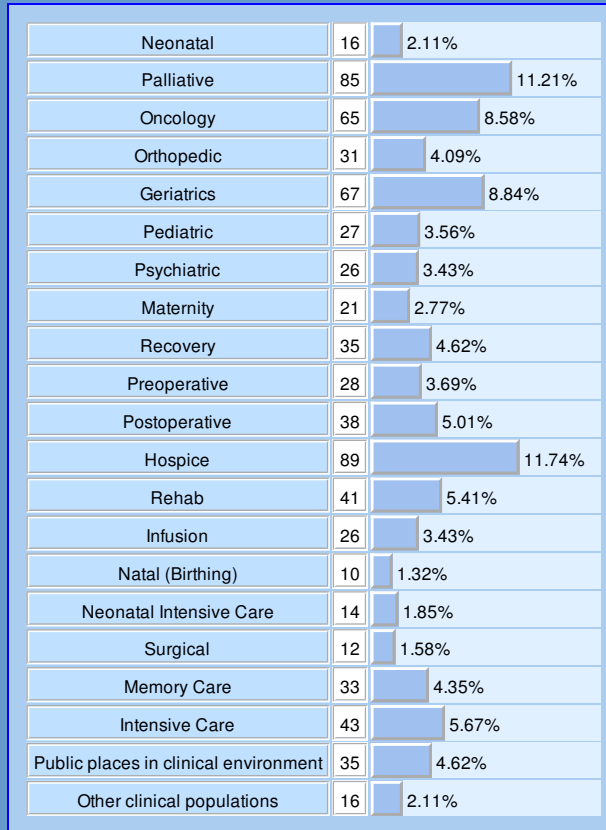 Neonatal 16 2.11%
Palliative 85 11.21%
Oncology 65 8.58%
Orthopedic 31 4.09%
Geriatrics 67 8.84%
Pediatric 27 3.56%
Psychiatric 26 3.43%
Maternity 21 2.77%
Recovery 35 4.62%
Preoperative 28 3.69%
Postoperative 38 5.01%
Hospice 89 11.74%
Rehab 41 5.41%
Infusion 26 3.43%
Natal (Birthing) 10 1.32%
Neonatal Intensive Care 14 1.85%
Surgical 12 1.58%
Memory Care 33 4.35%
Intensive Care 43 5.67%
Public places in clinical environment 35 4.62%
Other clinical populations 16 2.11%